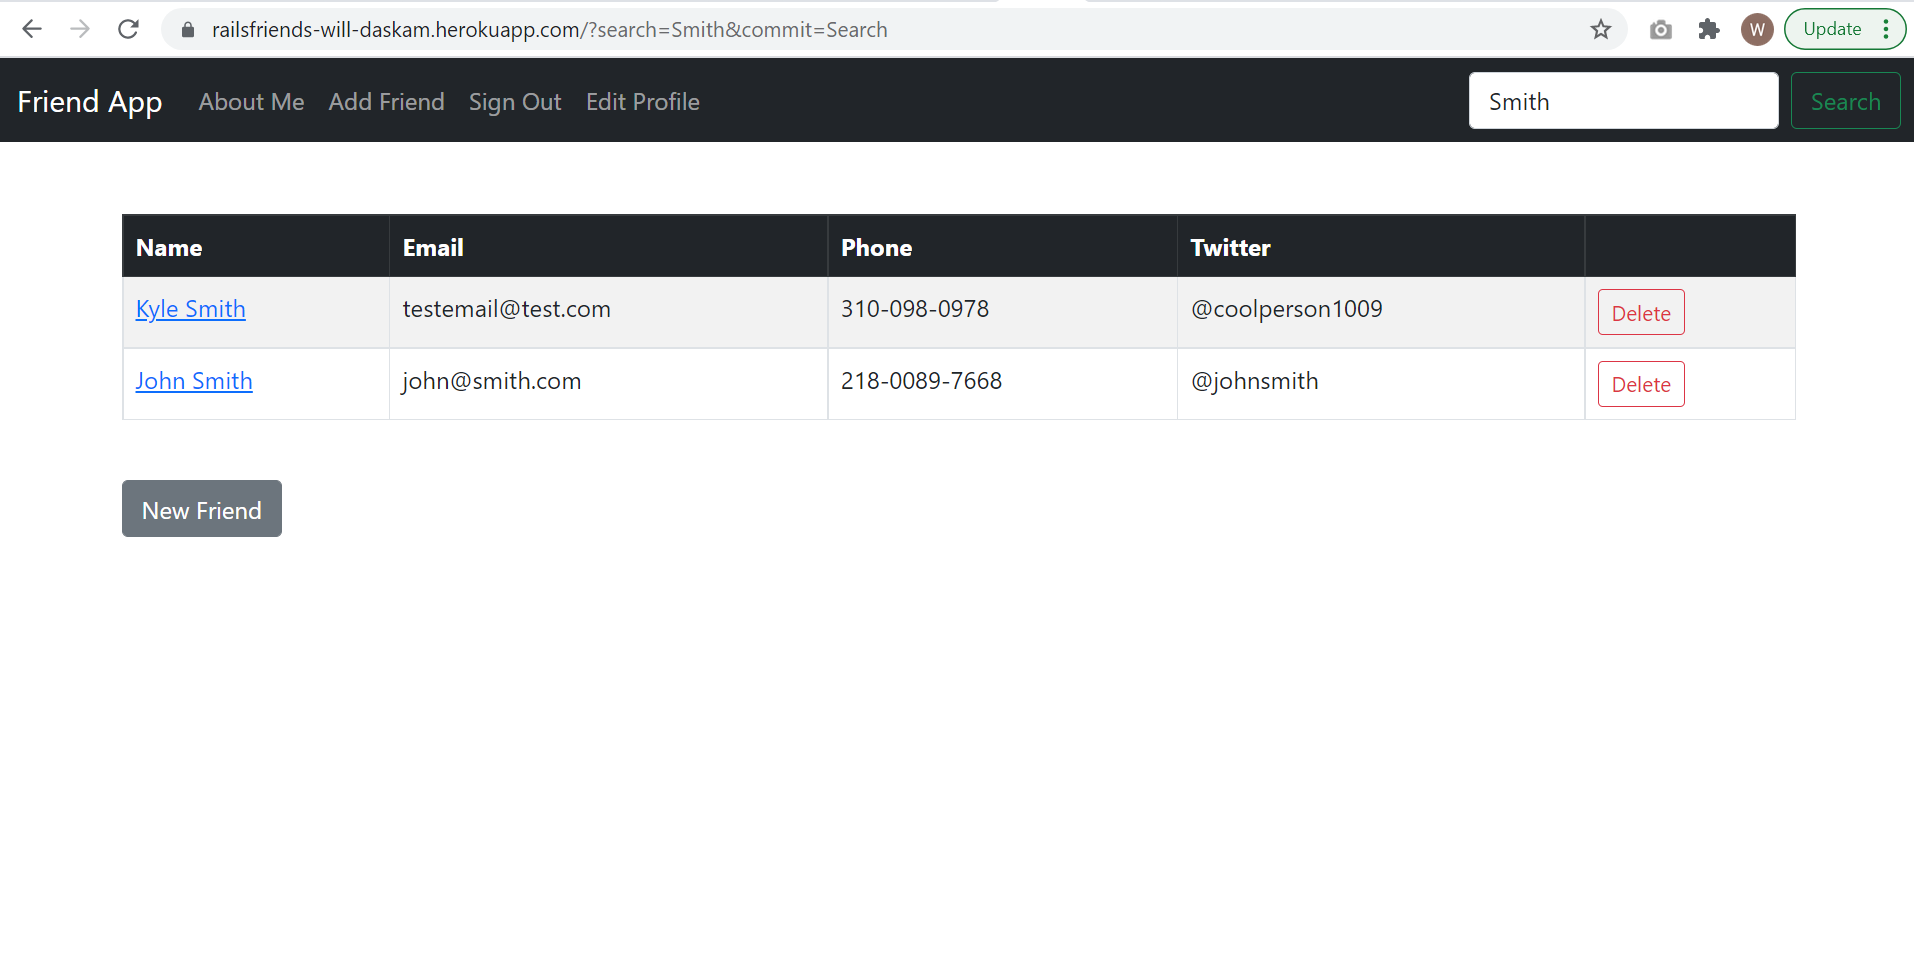 railsfriends-will-daskam.herokuapp.com/?search=Smith&commit=Search W Update
Friend App About Me Add Friend Sign Out Edit Profile Smith Search
Name Email Phone Twitter
Kyle Smith testemail@test.com 310-098-0978 @coolperson1009 Delete
John Smith john@smith.com 218-0089-7668 @johnsmith Delete
New Friend